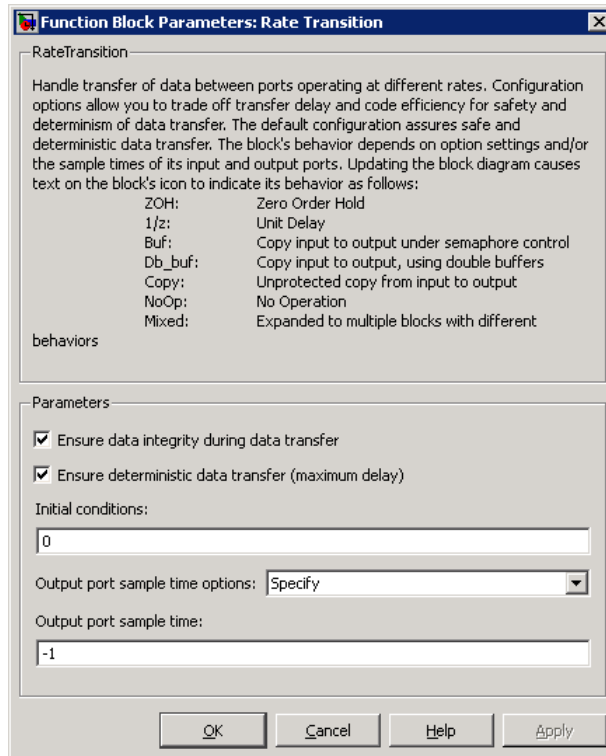 Function Block Parameters: Rate Transition
RateTransition
Handle transfer of data between ports operating at different rates. Configuration
options allow you to trade off transfer delay and code efficiency for safety and
determinism of data transfer. The default configuration assures safe and
deterministic data transfer. The block's behavior depends on option settings and/or
the sample times of its input and output ports. Updating the block diagram causes
text on the block's icon to indicate its behavior as follows:
ZOH: Zero Order Hold
1/z: Unit Delay
Buf: Copy input to output under semaphore control
Db_buf: Copy input to output, using double buffers
Copy: Unprotected copy from input to output
NoOp: No Operation
Mixed: Expanded to multiple blocks with different
behaviors
Parameters
Ensure data integrity during data transfer
Ensure deterministic data transfer (maximum delay)
Initial conditions:
0
Output port sample time options: Specify
Output port sample time:
-1
OK Cancel Help Apply